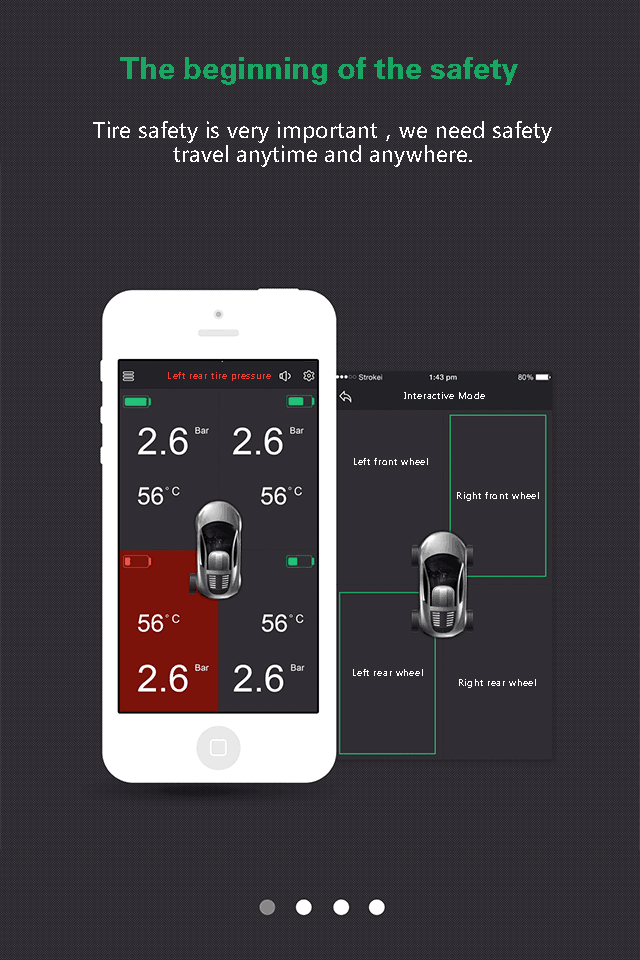 The beginning of the safety
Tire safety is very important , we need safety
travel anytime and anywhere.
Left rear tire pressure
2.6 Bar
2.6 Bar
56°C
56°C
56°C
56°C
2.6 Bar
2.6 Bar
Strokei 1:43 pm 80%
Interactive Mode
Left front wheel
Right front wheel
Left rear wheel
Right rear wheel